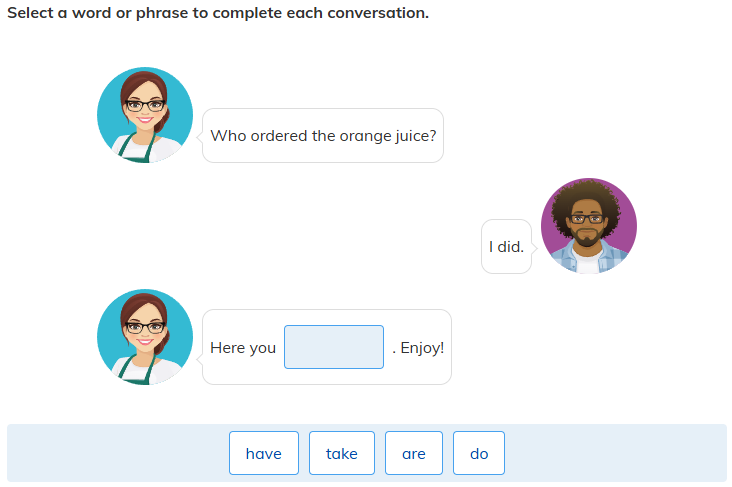 Select a word or phrase to complete each conversation.
Who ordered the orange juice?
I did.
Here you . Enjoy!
have take are do